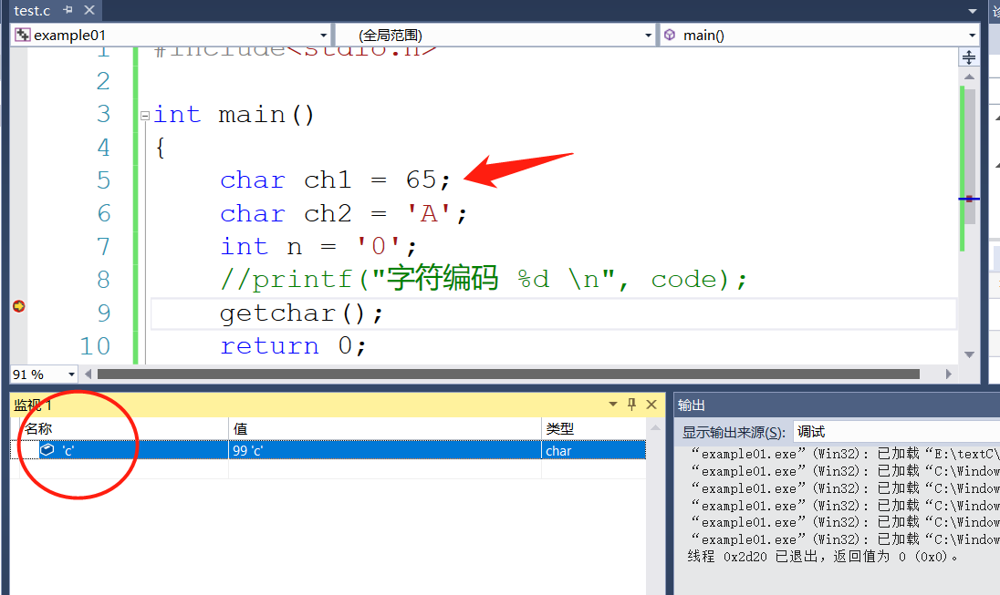 test.c
example01
(全局范围)
main()
1 #include<stdio.h>
2
3 int main()
4 {
5 char ch1 = 65;
6 char ch2 = 'A';
7 int n = '0';
8 //printf("字符编码 %d \n", code);
9 getchar();
10 return 0;
91 %
监视 1
名称 值 类型
'c' 99 'c' char
输出
显示输出来源(S): 调试
“example01.exe”(Win32): 已加载“E:\textC\
“example01.exe”(Win32): 已加载“C:\Window
“example01.exe”(Win32): 已加载“C:\Window
“example01.exe”(Win32): 已加载“C:\Window
“example01.exe”(Win32): 已加载“C:\Window
“example01.exe”(Win32): 已加载“C:\Window
线程 0x2d20 已退出,返回值为 0 (0x0)。